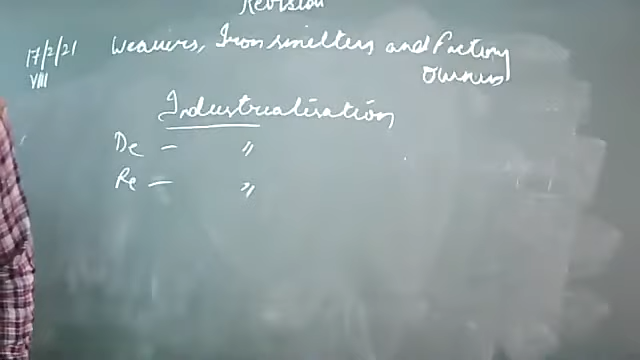 Revision
17/2/21 Weavers, Iron smelters and Factory
VIII Owners
Industrialisation
De - "
Re - "